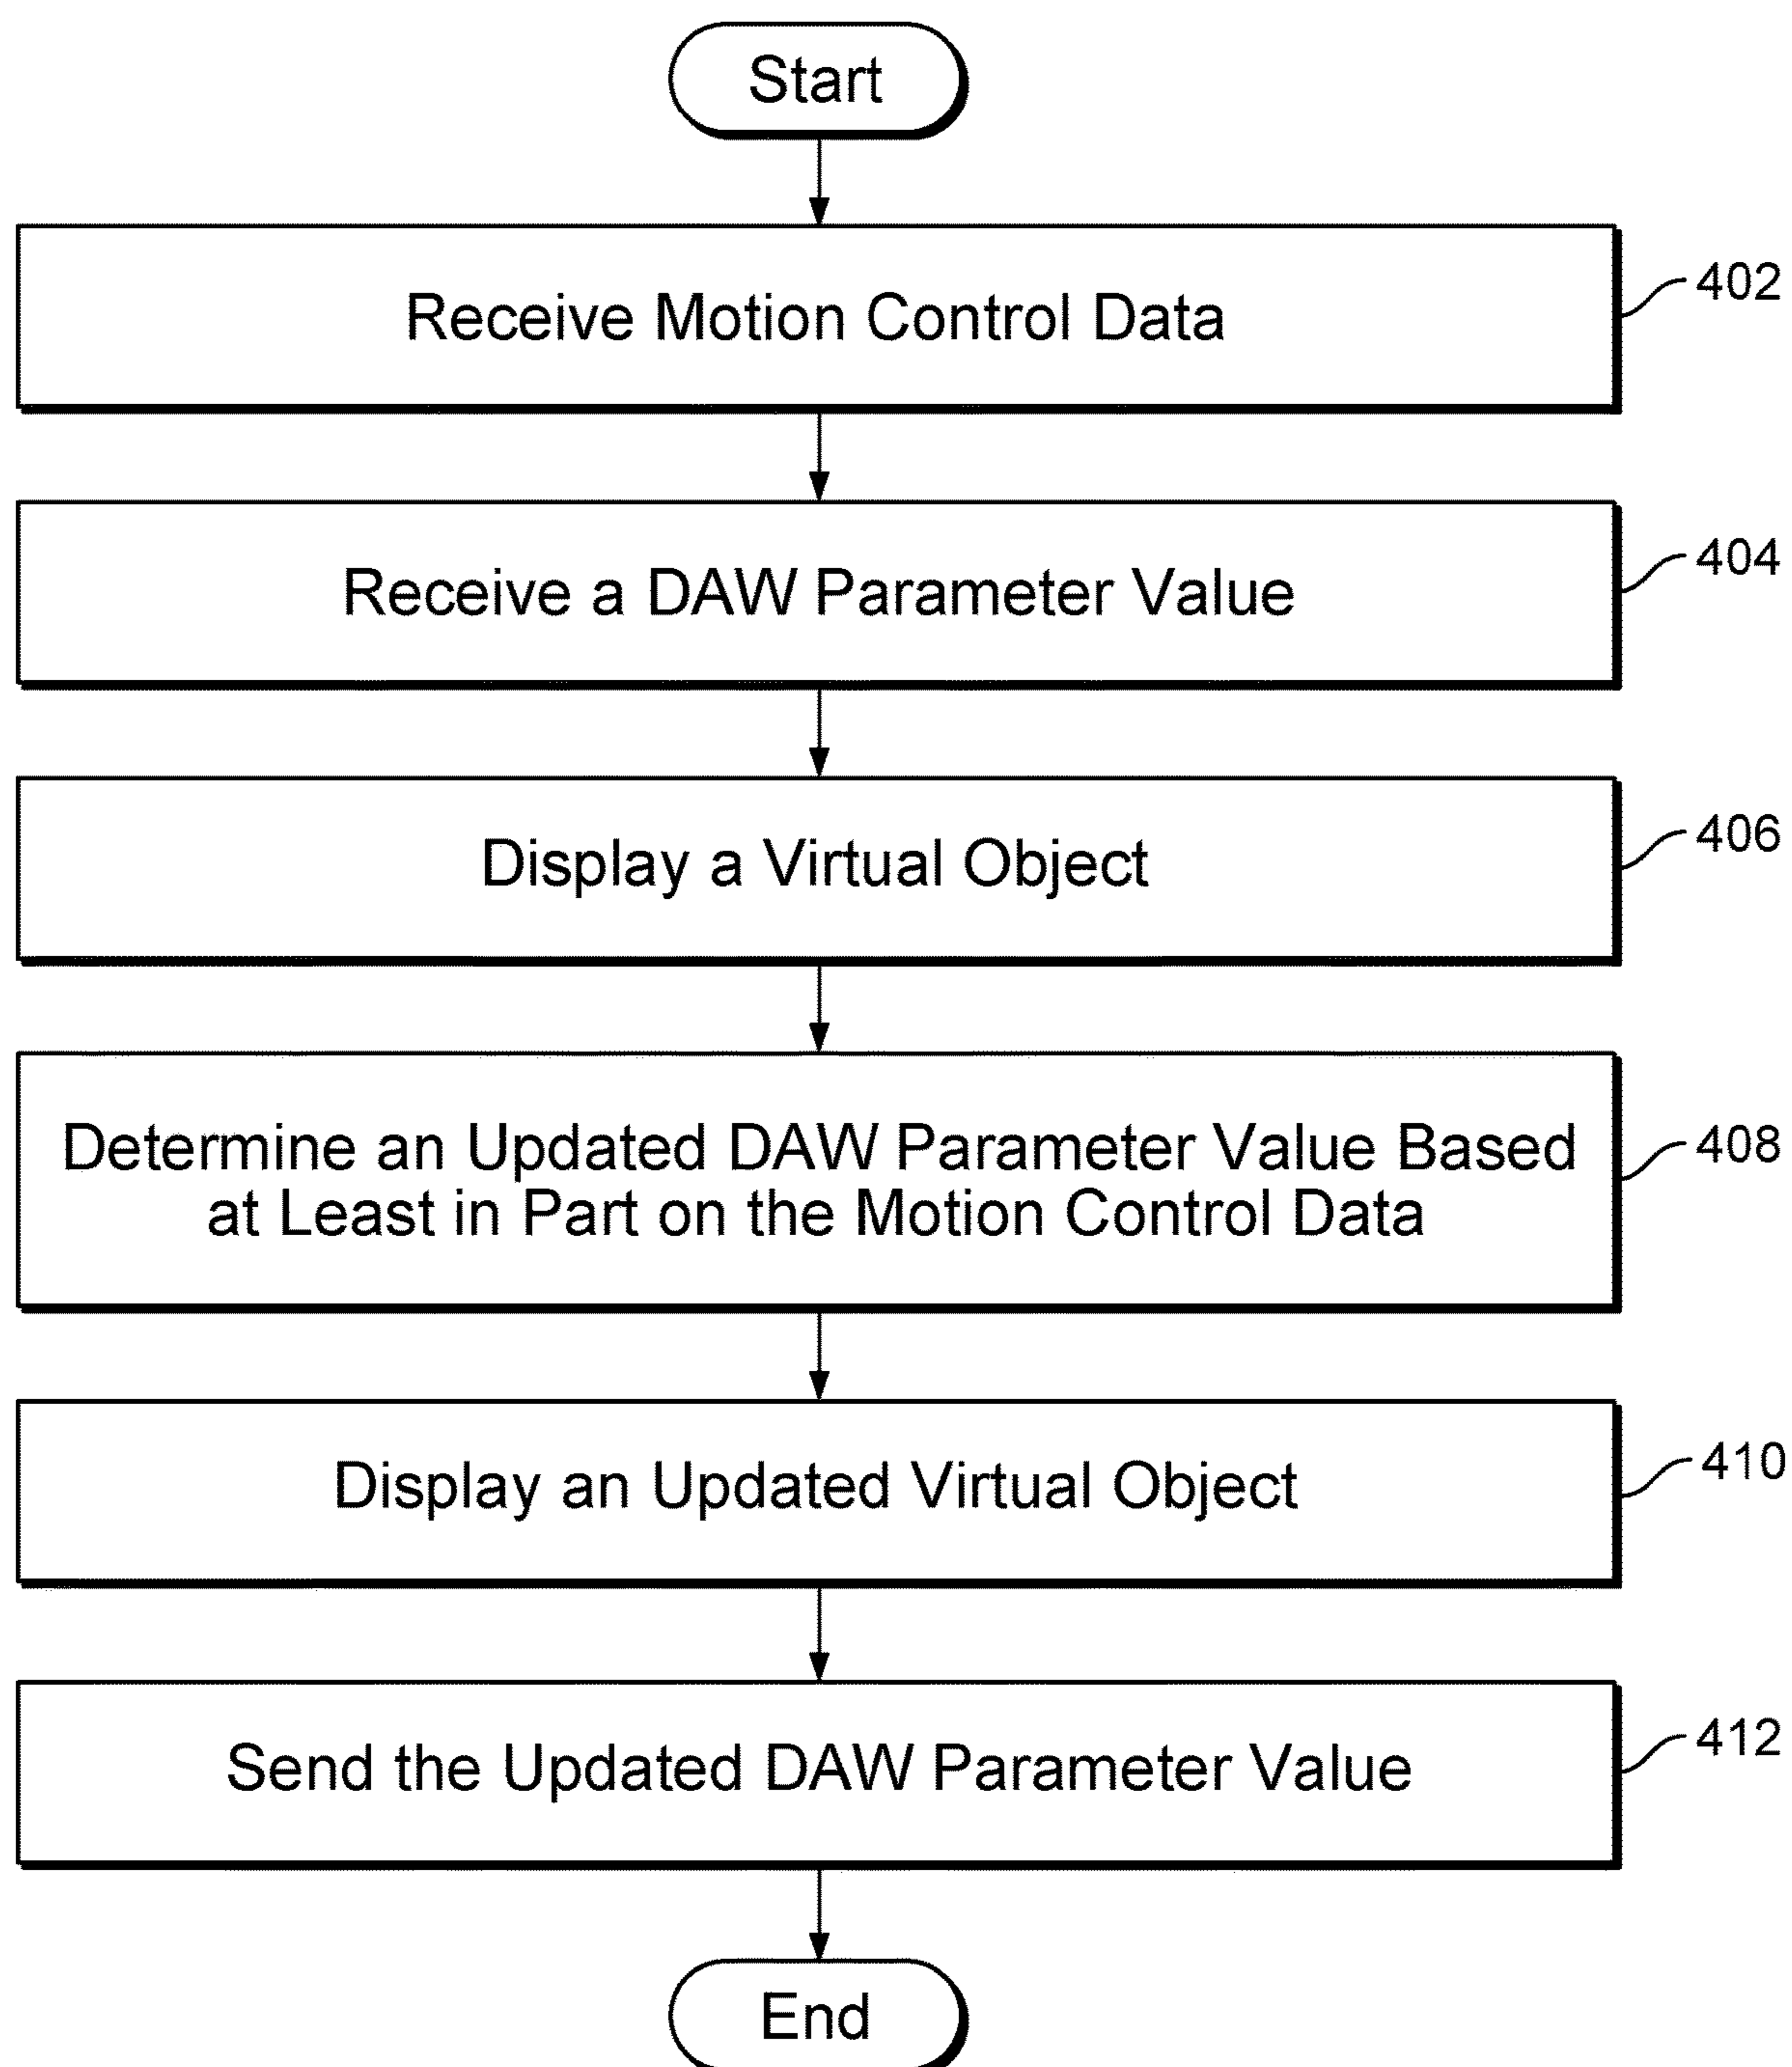 Start
Receive Motion Control Data
402
Receive a DAW Parameter Value
404
Display a Virtual Object
406
Determine an Updated DAW Parameter Value Based
at Least in Part on the Motion Control Data
408
Display an Updated Virtual Object
410
Send the Updated DAW Parameter Value
412
End